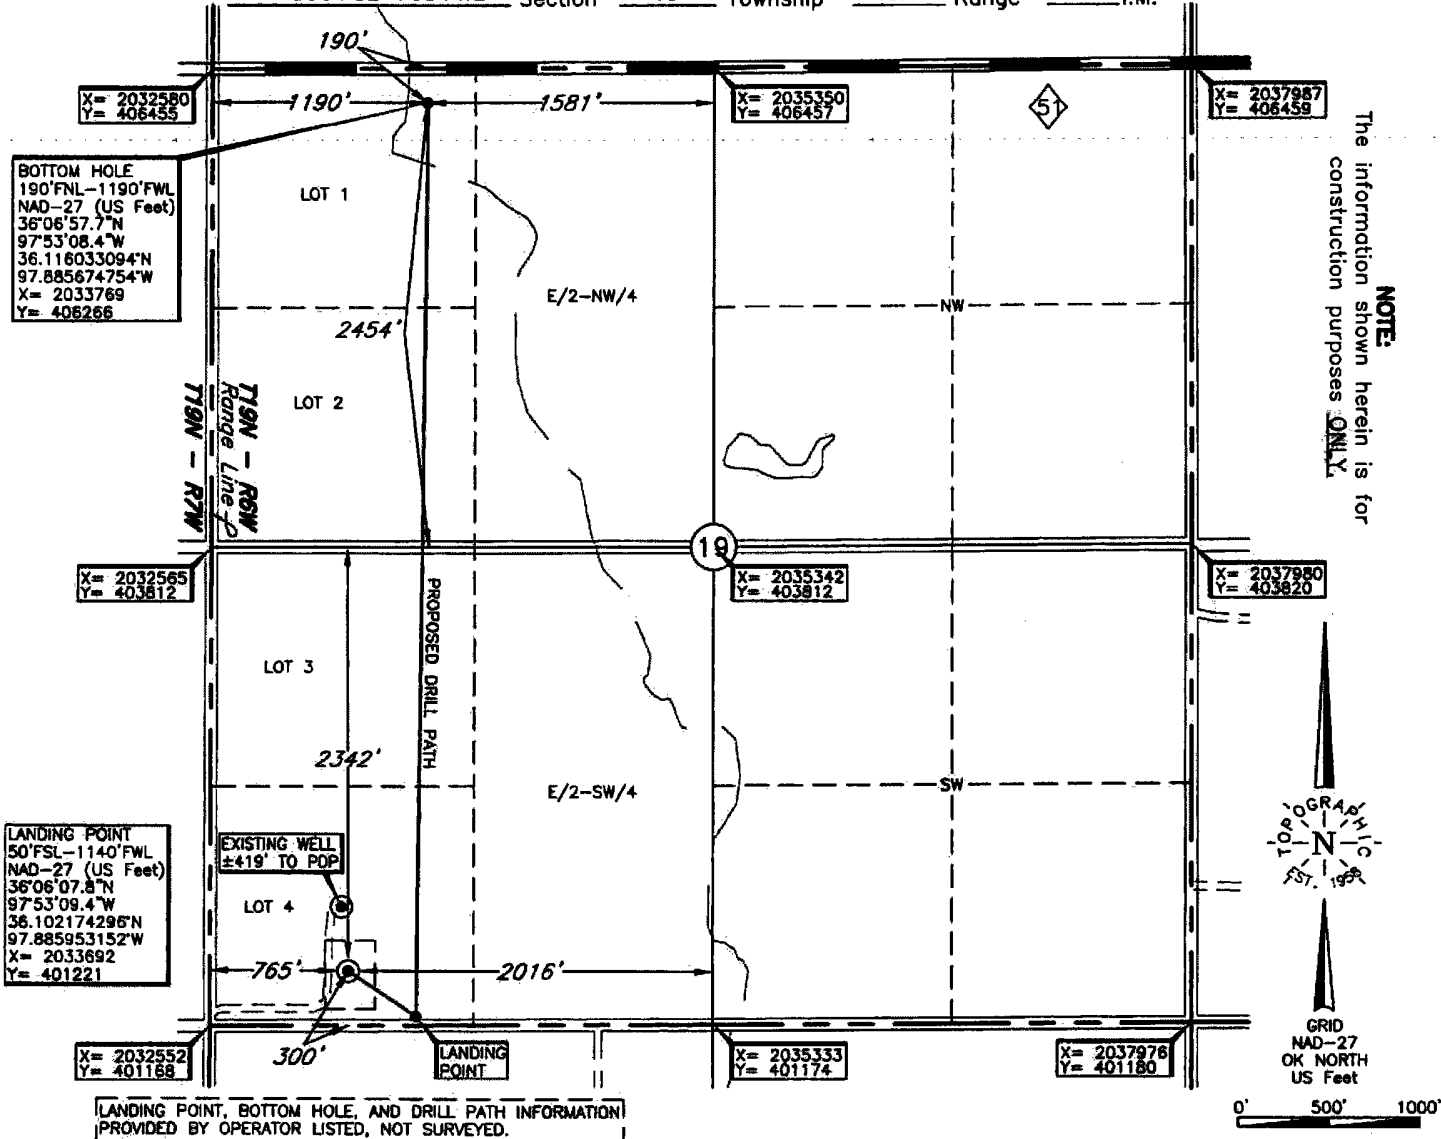 Section
Township
Range
I.M.
190'
1190'
1581'
X= 2032580
Y= 406455
X= 2035350
Y= 406457
51
X= 2037987
Y= 406459
BOTTOM HOLE
190'FNL-1190'FWL
NAD-27 (US Feet)
36°06'57.7"N
97°53'08.4"W
36.116033094°N
97.885674754°W
X= 2033769
Y= 406266
LOT 1
E/2-NW/4
NW
2454'
LOT 2
T19N - R6W
Range Line
T19N - R7W
NOTE:
The information shown herein is for
construction purposes ONLY.
19
X= 2032565
Y= 403812
X= 2035342
Y= 403812
X= 2037980
Y= 403820
PROPOSED DRILL PATH
LOT 3
2342'
E/2-SW/4
SW
LANDING POINT
50'FSL-1140'FWL
NAD-27 (US Feet)
36°06'07.8"N
97°53'09.4"W
36.102174296°N
97.885953152°W
X= 2033692
Y= 401221
EXISTING WELL
±419' TO PDP
LOT 4
765'
2016'
300'
LANDING
POINT
X= 2032552
Y= 401168
X= 2035333
Y= 401174
X= 2037976
Y= 401180
TOPOGRAPHIC
N
EST. 1958
GRID
NAD-27
OK NORTH
US Feet
0' 500' 1000'
LANDING POINT, BOTTOM HOLE, AND DRILL PATH INFORMATION
PROVIDED BY OPERATOR LISTED, NOT SURVEYED.